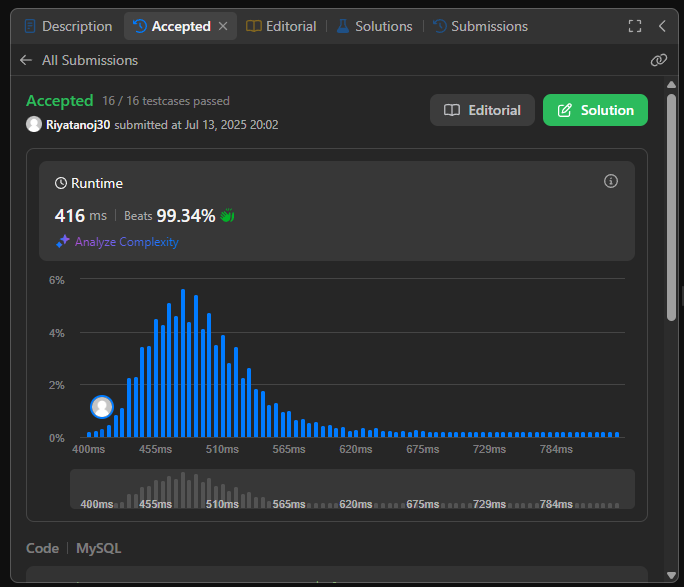 Description
Accepted
Editorial
Solutions
Submissions
All Submissions
Accepted 16 / 16 testcases passed
Riyatanoj30 submitted at Jul 13, 2025 20:02
Editorial
Solution
Runtime
416 ms Beats 99.34%
Analyze Complexity
6%
4%
2%
0%
400ms 455ms 510ms 565ms 620ms 675ms 729ms 784ms
400ms 455ms 510ms 565ms 620ms 675ms 729ms 784ms
Code MySQL